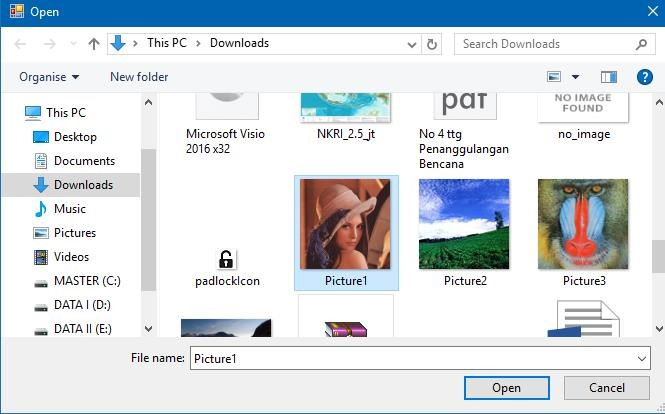 Open
This PC > Downloads
Search Downloads
Organise
New folder
This PC
Desktop
Documents
Downloads
Music
Pictures
Videos
MASTER (C:)
DATA I (D:)
DATA II (E:)
Microsoft Visio
2016 x32
NKRI_2.5_jt
pdf
No 4 ttg
Penanggulangan
Bencana
NO IMAGE
FOUND
no_image
padlockIcon
Picture1
Picture2
Picture3
W
File name:
Picture1
Open
Cancel